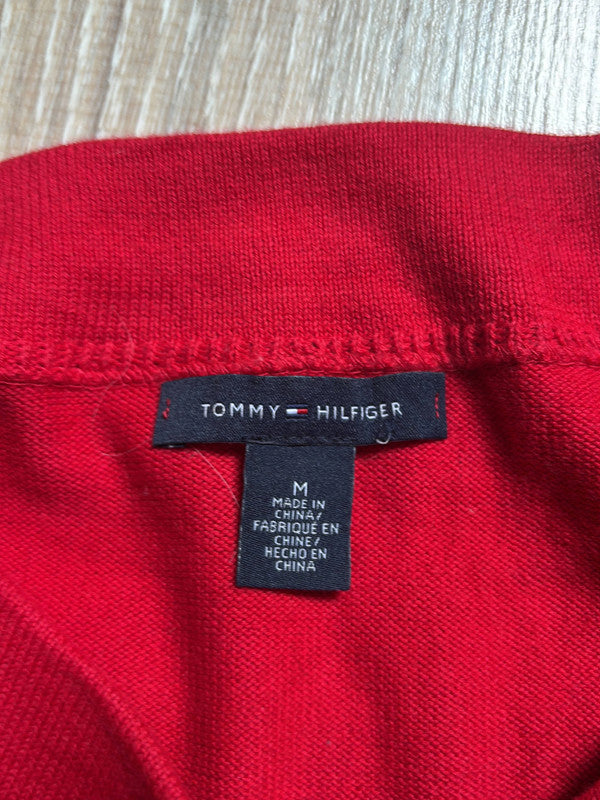 TOMMY HILFIGER
M
MADE IN
CHINA/
FABRIQUÉ EN
CHINE/
HECHO EN
CHINA